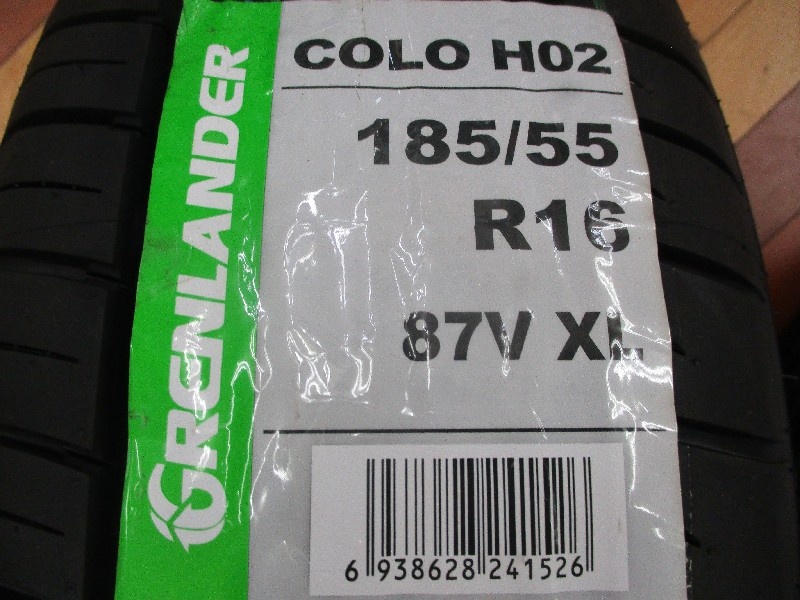 GRENLANDER
COLO H02
185/55
R16
87V XL
6 938628 241526